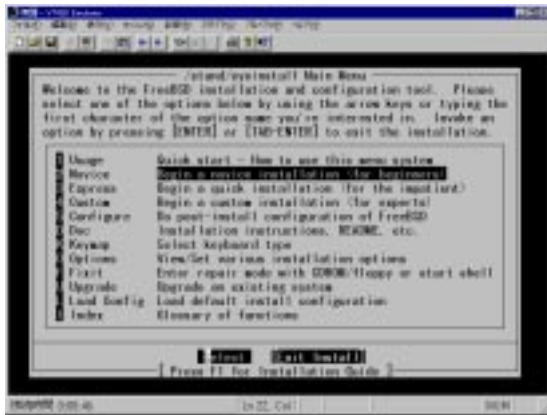 /stand/sysinstall Main Menu
Welcome to the FreeBSD installation and configuration tool. Please
select one of the options below by using the arrow keys or typing the
first character of the option name you're interested in. Invoke an
option by pressing [ENTER] or [TAB-ENTER] to exit the installation.
Usage Quick start - How to use this menu system
Novice Begin a novice installation (for beginners)
Express Begin a quick installation (for the impatient)
Custom Begin a custom installation (for experts)
Configure Do post-install configuration of FreeBSD
Doc Installation instructions, README, etc.
Keymap Select keyboard type
Options View/Set various installation options
Fixit Enter repair mode with CDROM/floppy or start shell
Upgrade Upgrade an existing system
Load Config Load default install configuration
Index Glossary of functions
Select Exit Install
[ Press F1 for Installation Guide ]